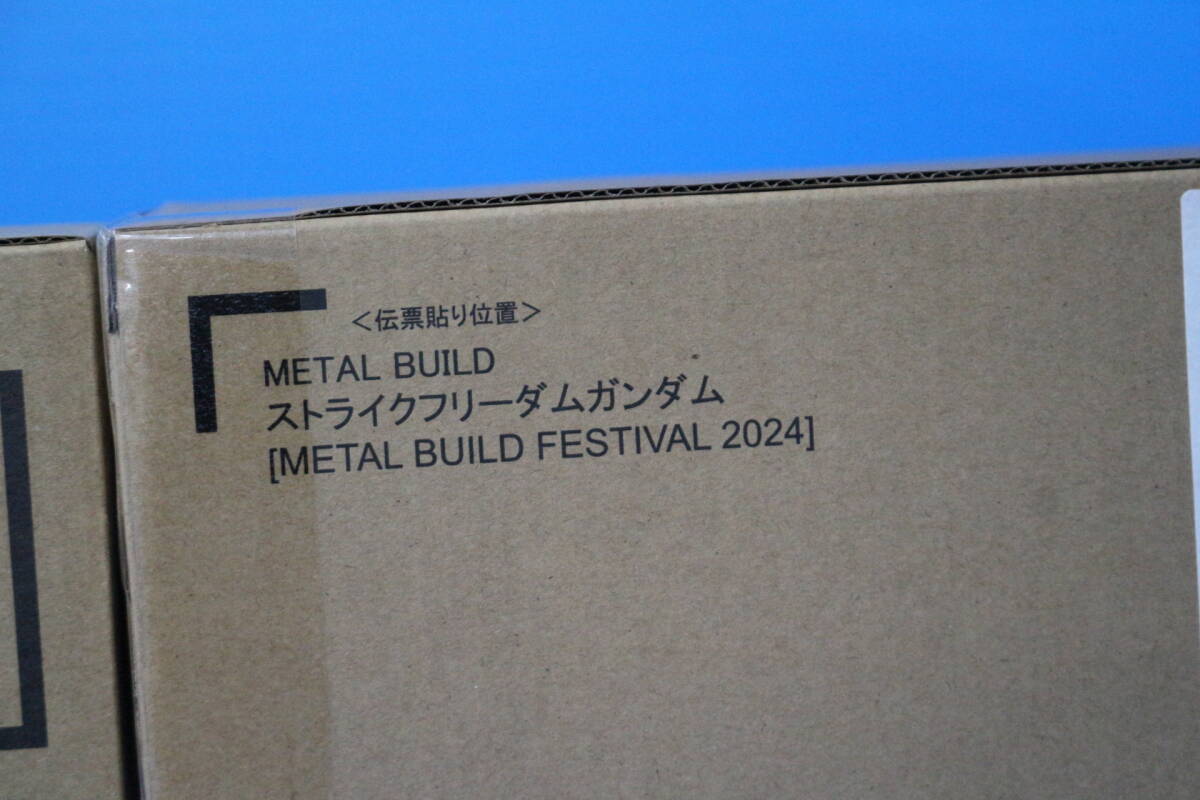 ＜伝票貼り位置＞
METAL BUILD
ストライクフリーダムガンダム
[METAL BUILD FESTIVAL 2024]